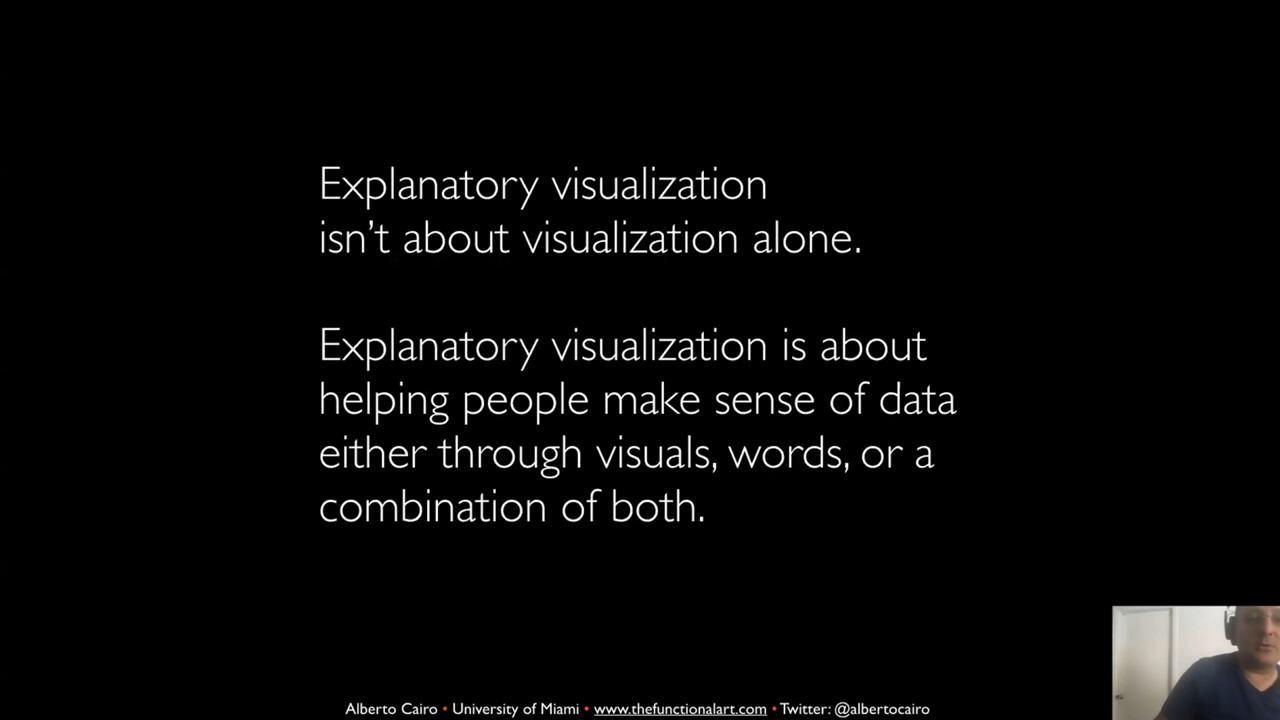 Explanatory visualization
isn’t about visualization alone.
Explanatory visualization is about
helping people make sense of data
either through visuals, words, or a
combination of both.
Alberto Cairo • University of Miami • www.thefunctionalart.com • Twitter: @albertocairo